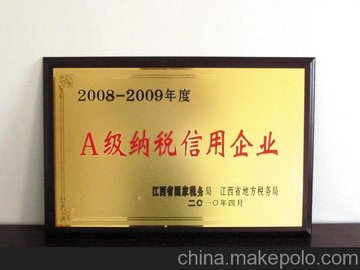 2008-2009年度
A级纳税信用企业
江西省国家税务局 江西省地方税务局
二〇一〇年四月
china.makepolo.com